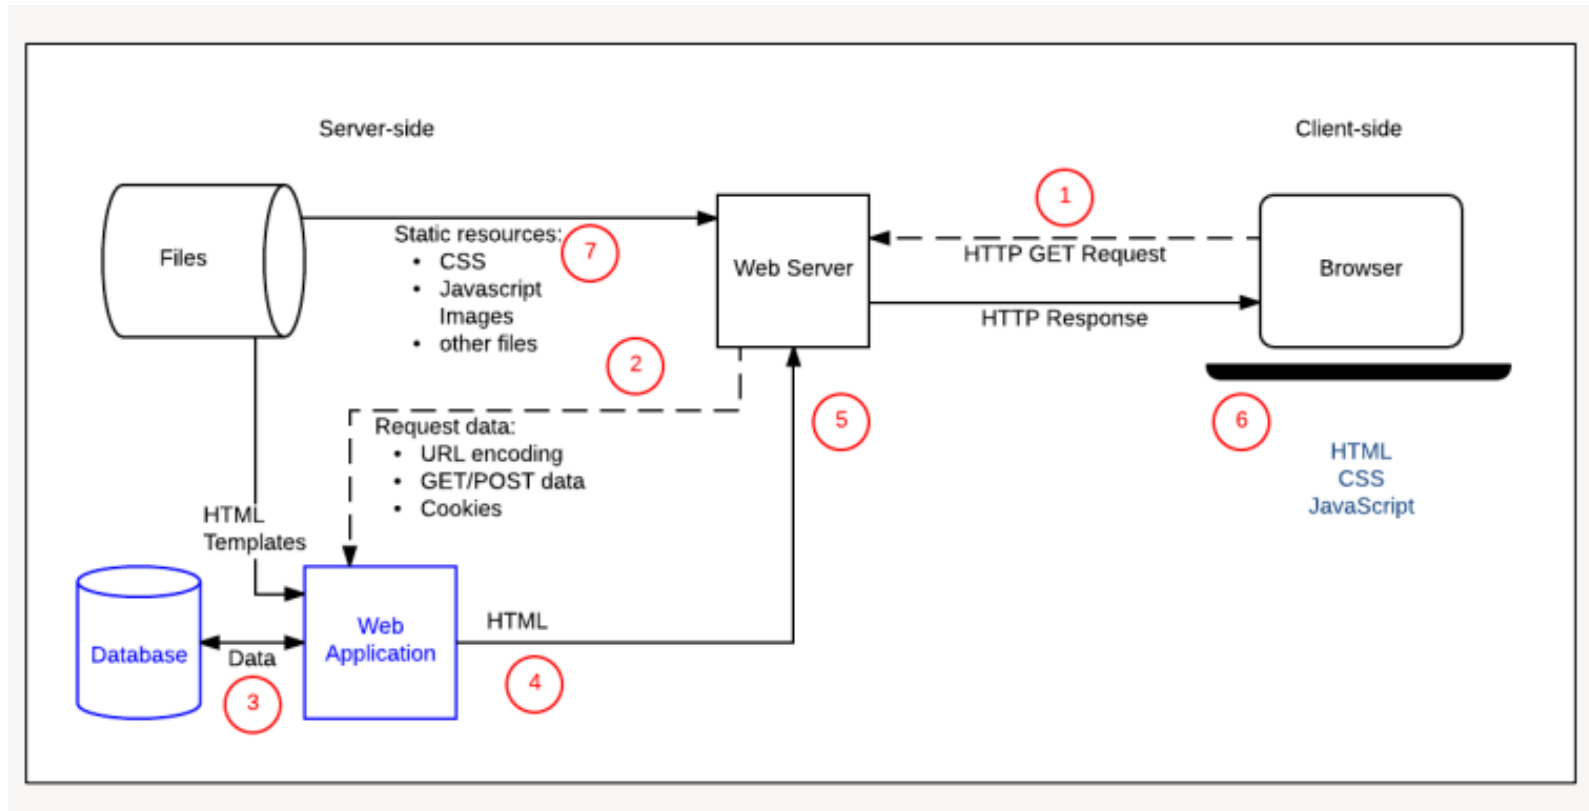 Server-side
Client-side
1
Files
Static resources:
• CSS
• Javascript
Images
• other files
7
Web Server
HTTP GET Request
HTTP Response
Browser
2
Request data:
• URL encoding
• GET/POST data
• Cookies
5
6
HTML
CSS
JavaScript
HTML
Templates
Database
Data
3
Web
Application
HTML
4